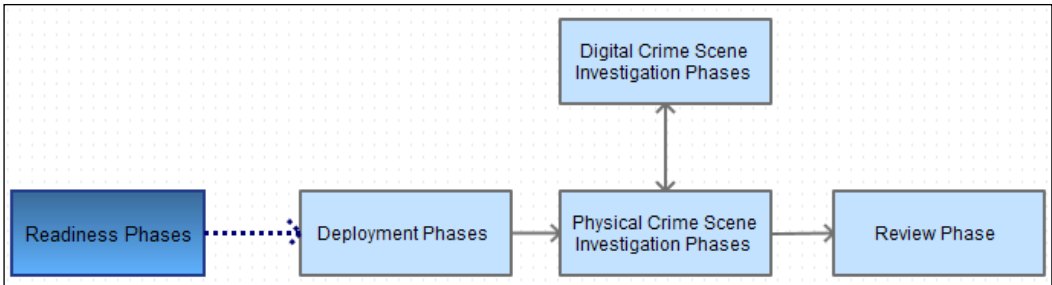 Digital Crime Scene
Investigation Phases
Readiness Phases
Deployment Phases
Physical Crime Scene
Investigation Phases
Review Phase